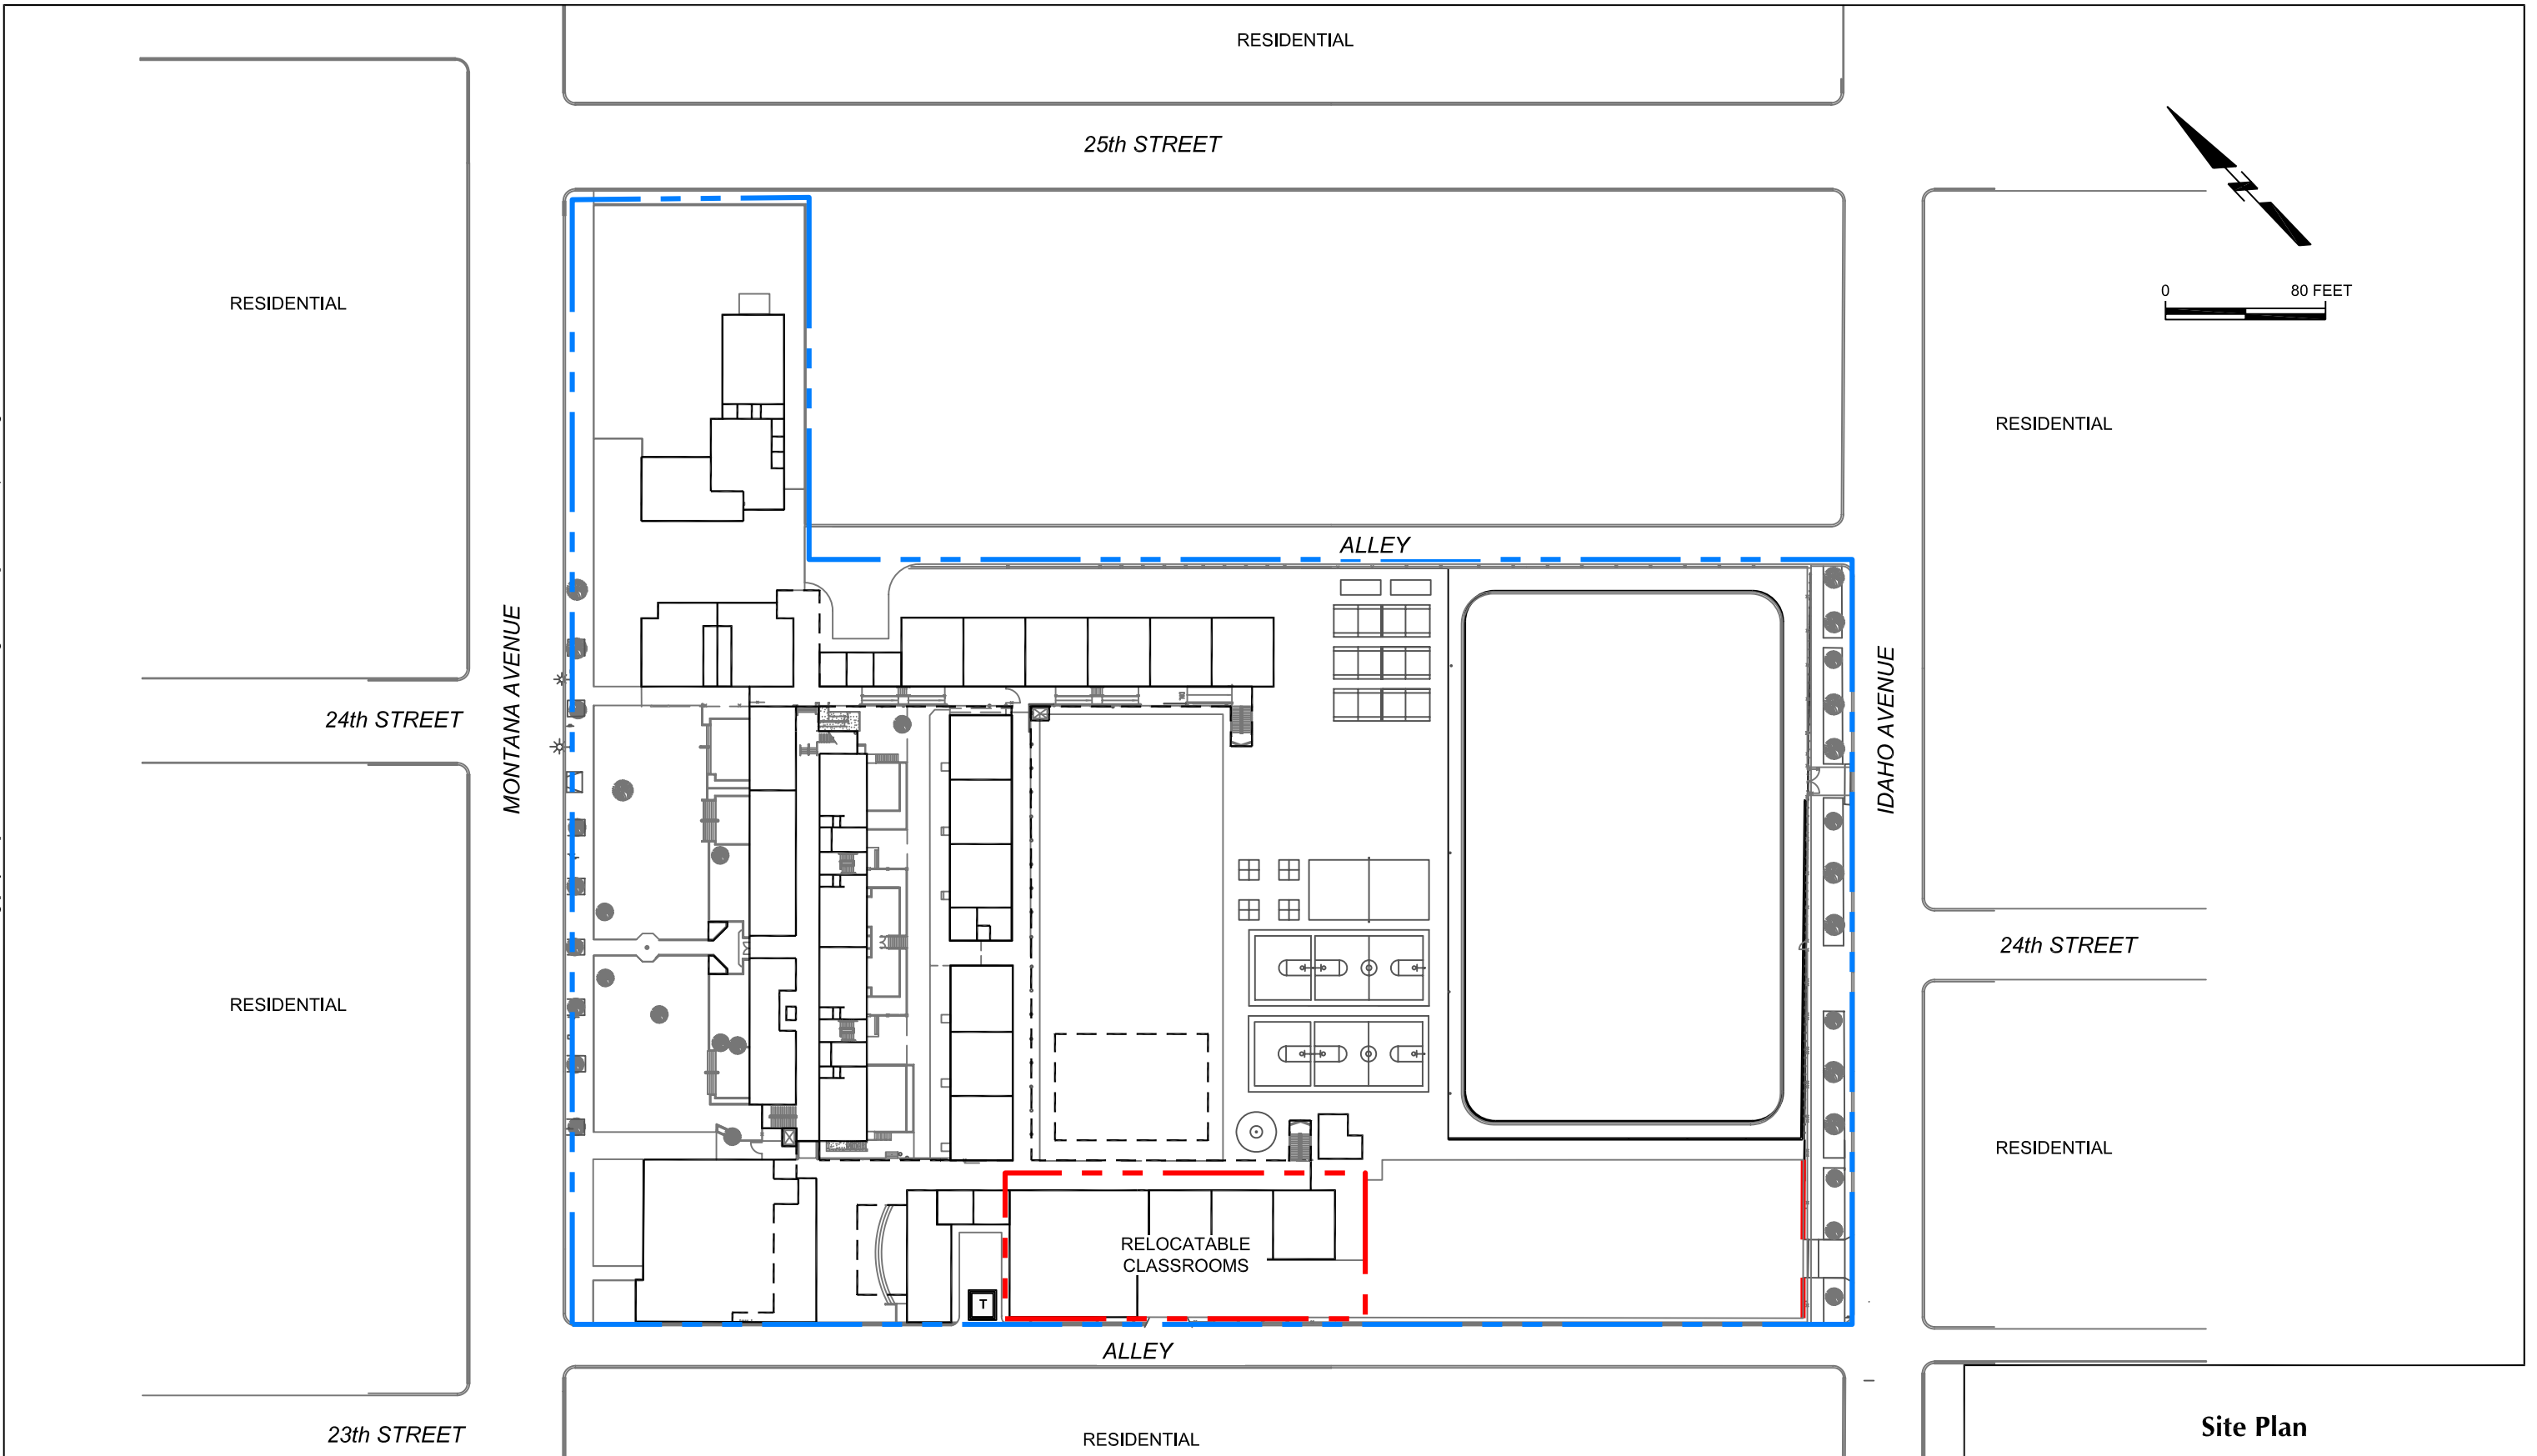 RESIDENTIAL
25th STREET
RESIDENTIAL
0 80 FEET
RESIDENTIAL
ALLEY
MONTANA AVENUE
IDAHO AVENUE
24th STREET
24th STREET
RESIDENTIAL
RESIDENTIAL
RELOCATABLE
CLASSROOMS
T
ALLEY
23th STREET
RESIDENTIAL
Site Plan